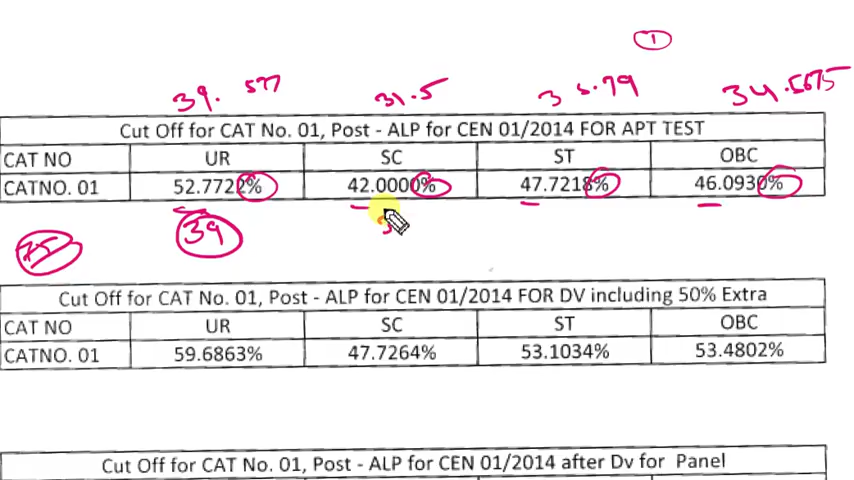 1
39.577 31.5 35.79 34.5675
Cut Off for CAT No. 01, Post - ALP for CEN 01/2014 FOR APT TEST
CAT NO UR SC ST OBC
CATNO. 01 52.7722% 42.0000% 47.7218% 46.0930%
75 39
Cut Off for CAT No. 01, Post - ALP for CEN 01/2014 FOR DV including 50% Extra
CAT NO UR SC ST OBC
CATNO. 01 59.6863% 47.7264% 53.1034% 53.4802%
Cut Off for CAT No. 01, Post - ALP for CEN 01/2014 after Dv for Panel